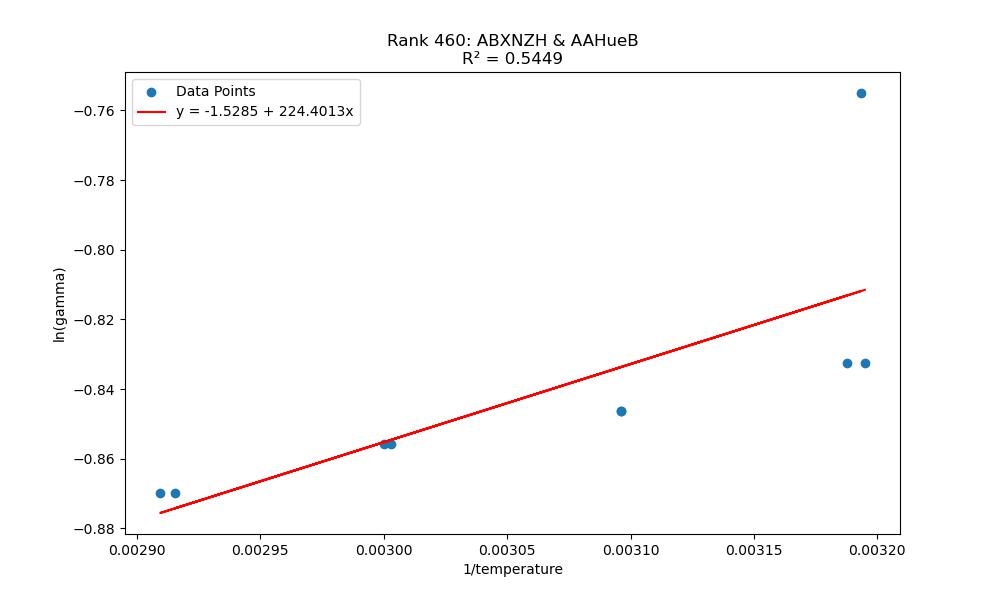 Rank 460: ABXNZH & AAHueB
R² = 0.5449
Data Points
y = -1.5285 + 224.4013x
ln(gamma)
−0.76
−0.78
−0.80
−0.82
−0.84
−0.86
−0.88
0.00290
0.00295
0.00300
0.00305
0.00310
0.00315
0.00320
1/temperature